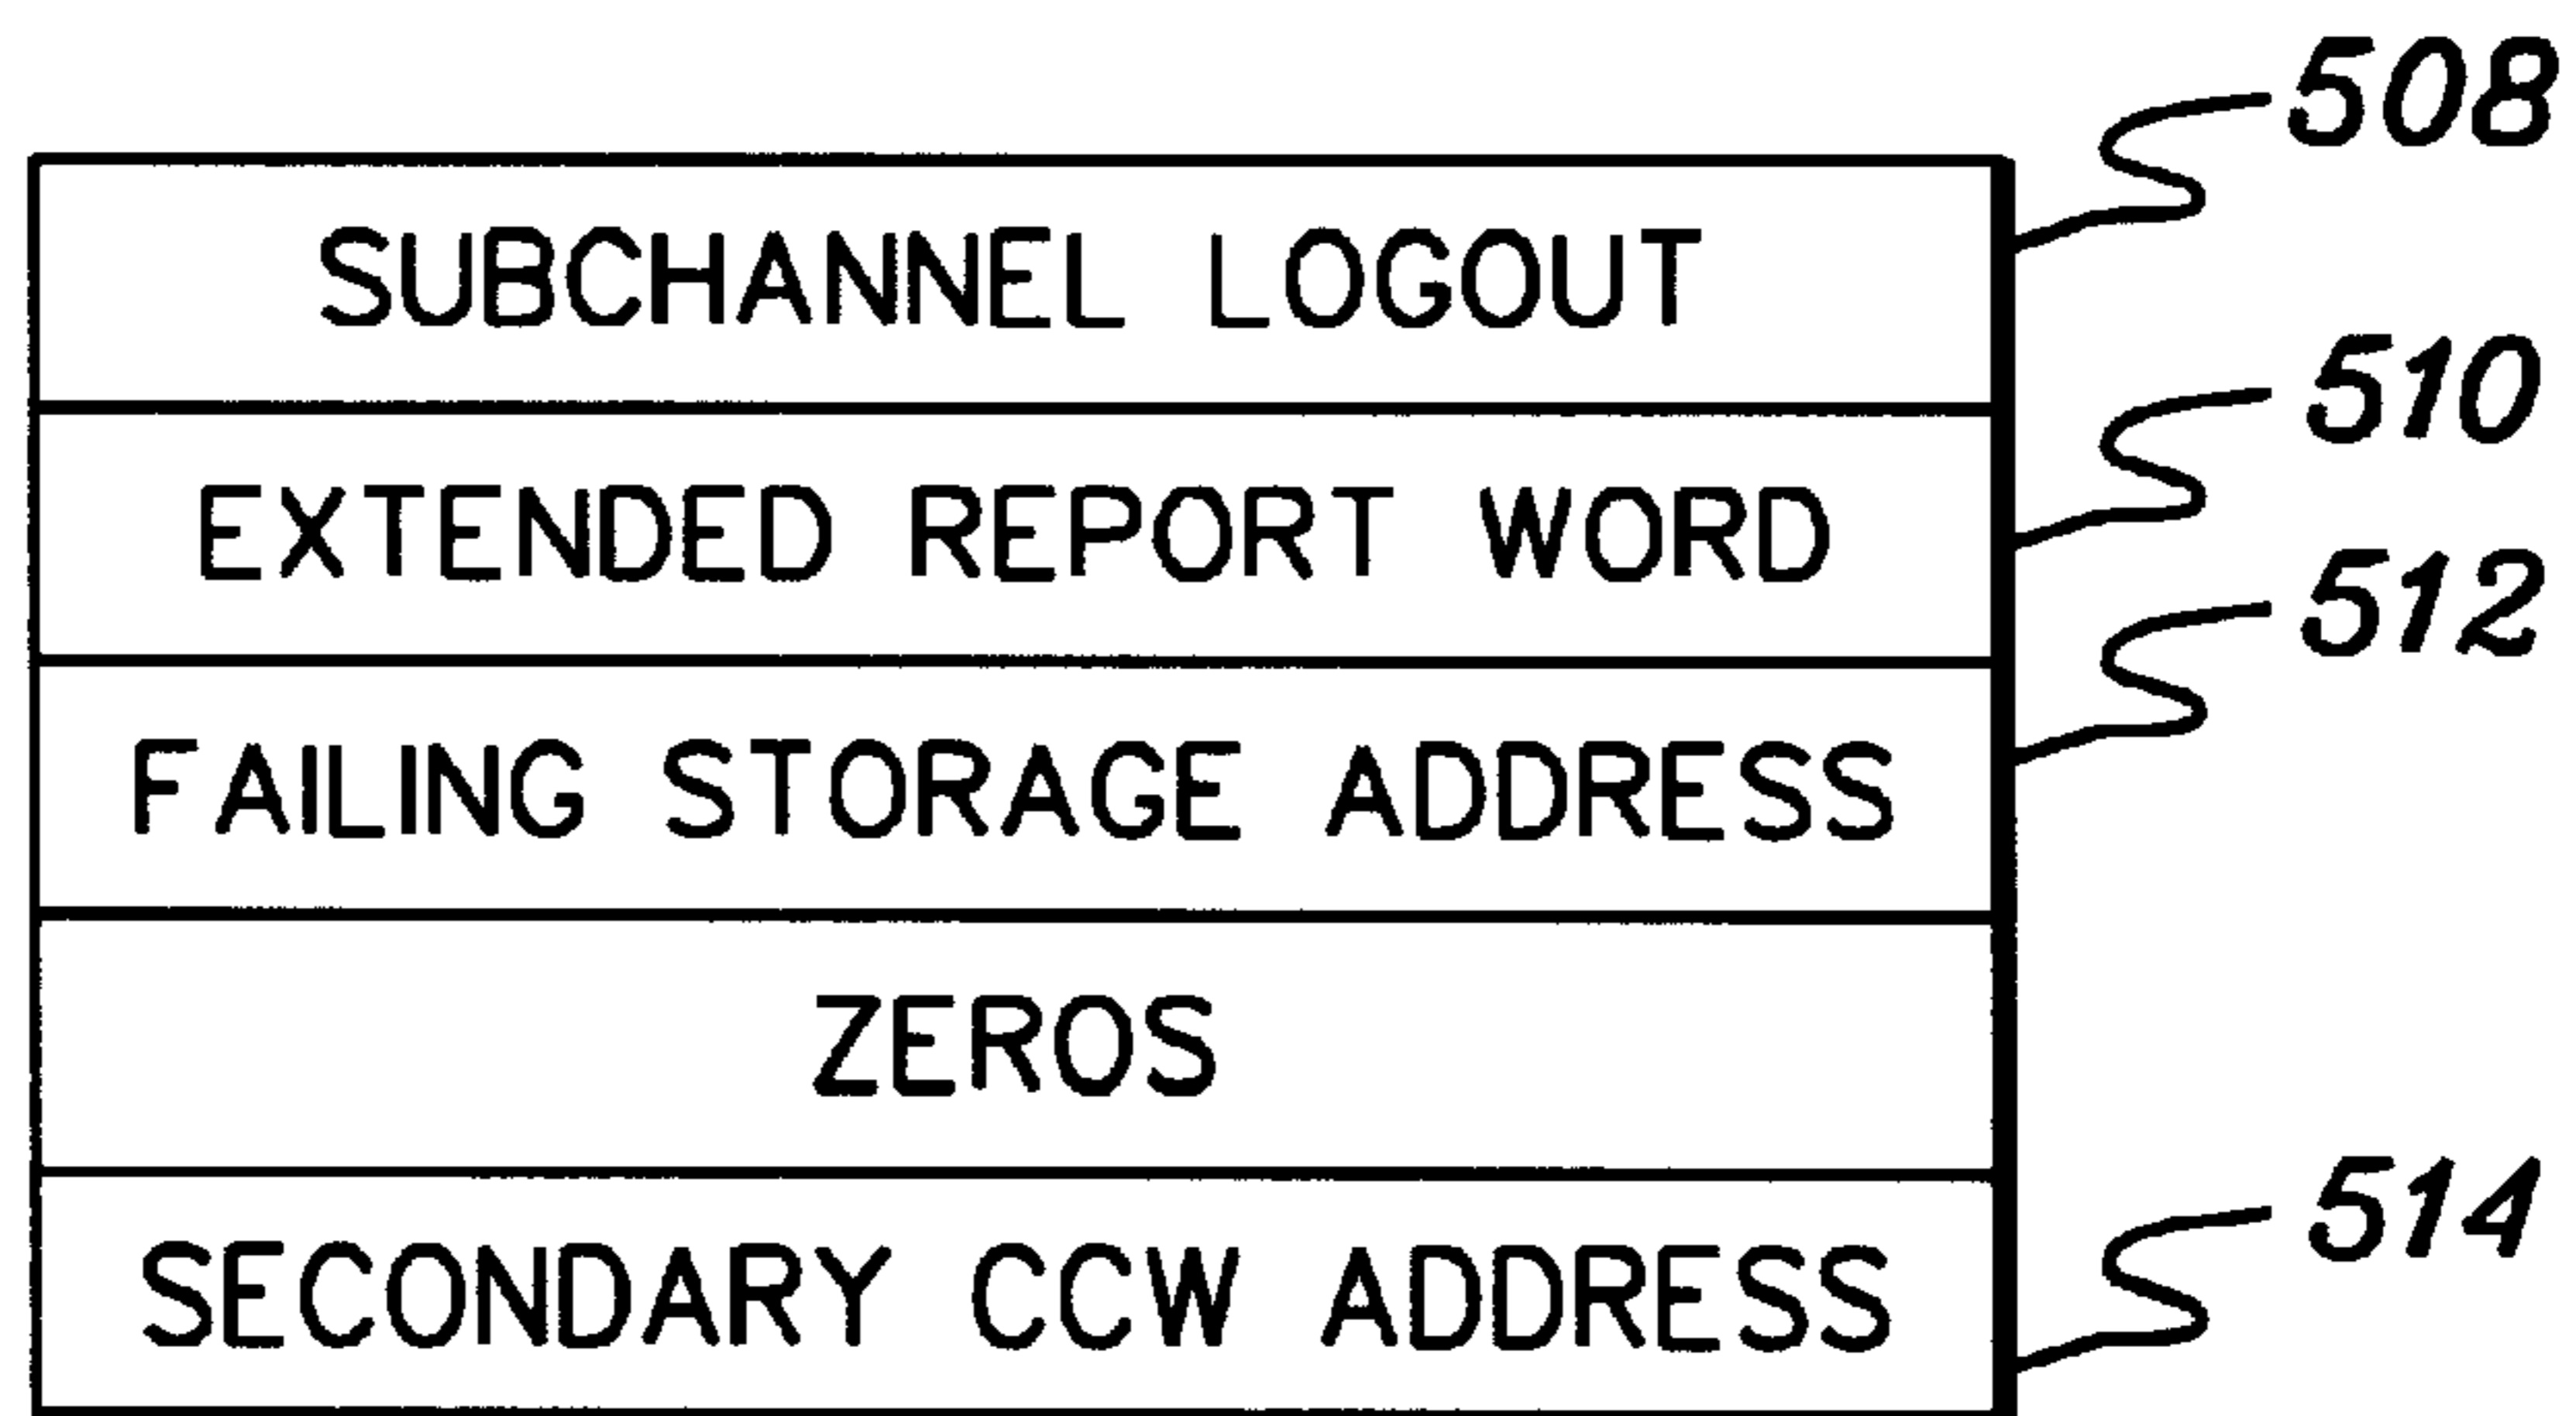 508
SUBCHANNEL LOGOUT
510
EXTENDED REPORT WORD
512
FAILING STORAGE ADDRESS
ZEROS
514
SECONDARY CCW ADDRESS